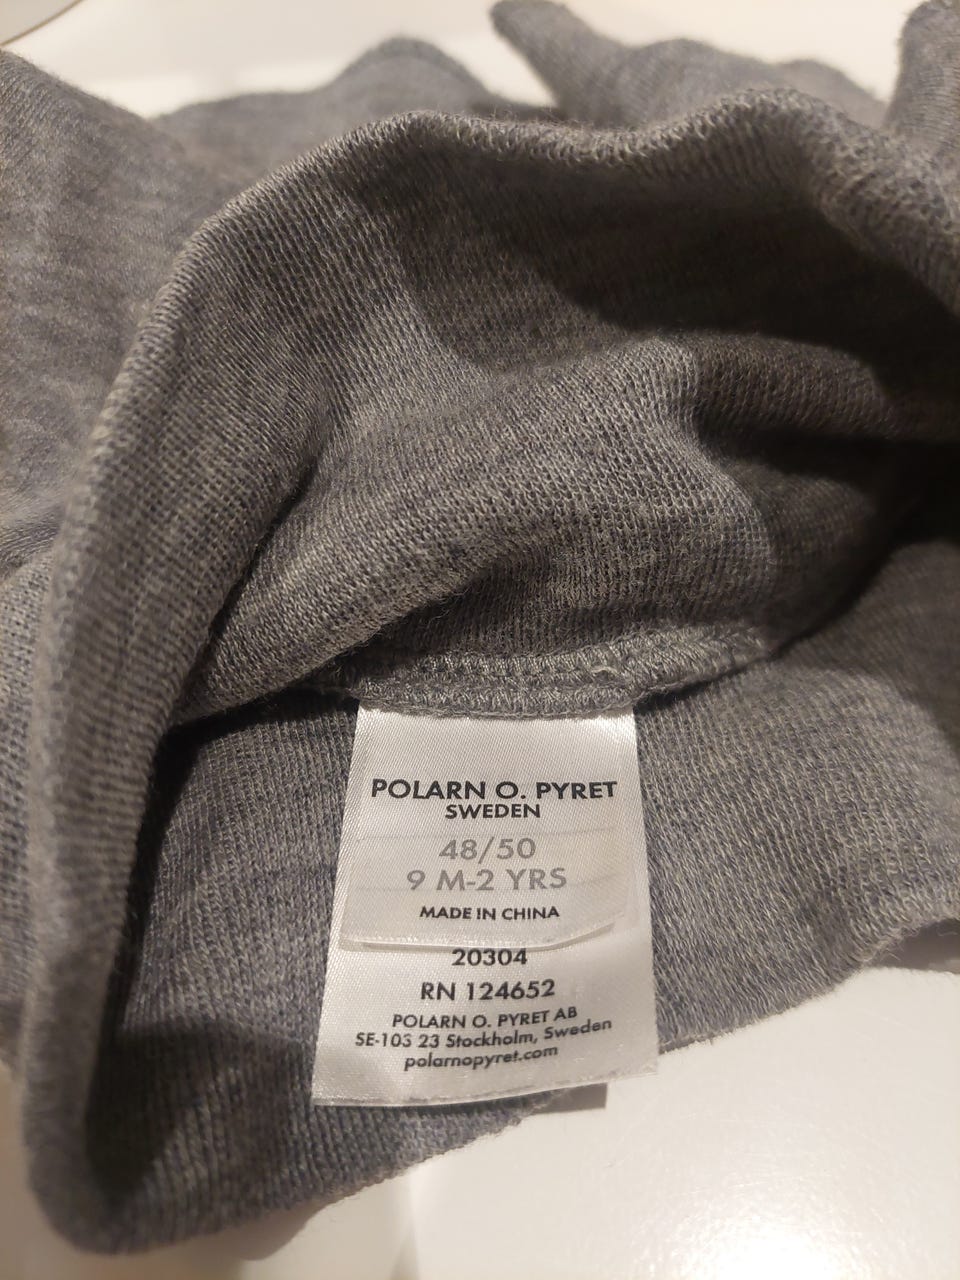 POLARN O. PYRET
SWEDEN
48/50
9 M-2 YRS
MADE IN CHINA
20304
RN 124652
POLARN O. PYRET AB
SE-103 23 Stockholm, Sweden
polarnopyret.com